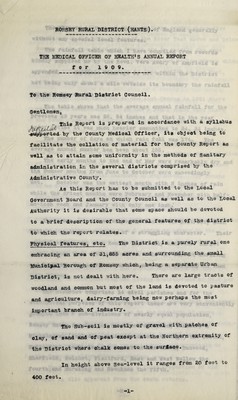 ROMSEY RURAL DISTRICT (HANTS).
THE MEDICAL OFFICER OF HEALTH'S ANNUAL REPORT
for 1909.
To the Romsey Rural District Council.
Gentlemen,
This Report is prepared in accordance with a syllabus
supported by the County Medical Officer, its object being to
facilitate the collation of material for the County Report as
well as to attain some uniformity in the methods of Sanitary
administration in the several districts comprised by the
Administrative County.
As this Report has to be submitted to the Local
Government Board and the County Council as well as to the Local
Authority it is desirable that some space should be devoted
to a brief description of the general features of the district
to which the report relates.
Physical features, etc. The District is a purely rural one
embracing an area of 31,682 acres and surrounding the small
Municipal Borough of Romsey which, being a separate Urban
District, is not dealt with here. There are large tracts of
woodland and common but most of the land is devoted to pasture
and agriculture, dairy-farming being now perhaps the most
important branch of industry.
The Sub-soil is mostly of gravel with patches of
clay, of sand and of peat except at the Northern extremity of
the District where chalk comes to the surface.
In height above sea-level it ranges from 20 feet to
400 feet.
-1-